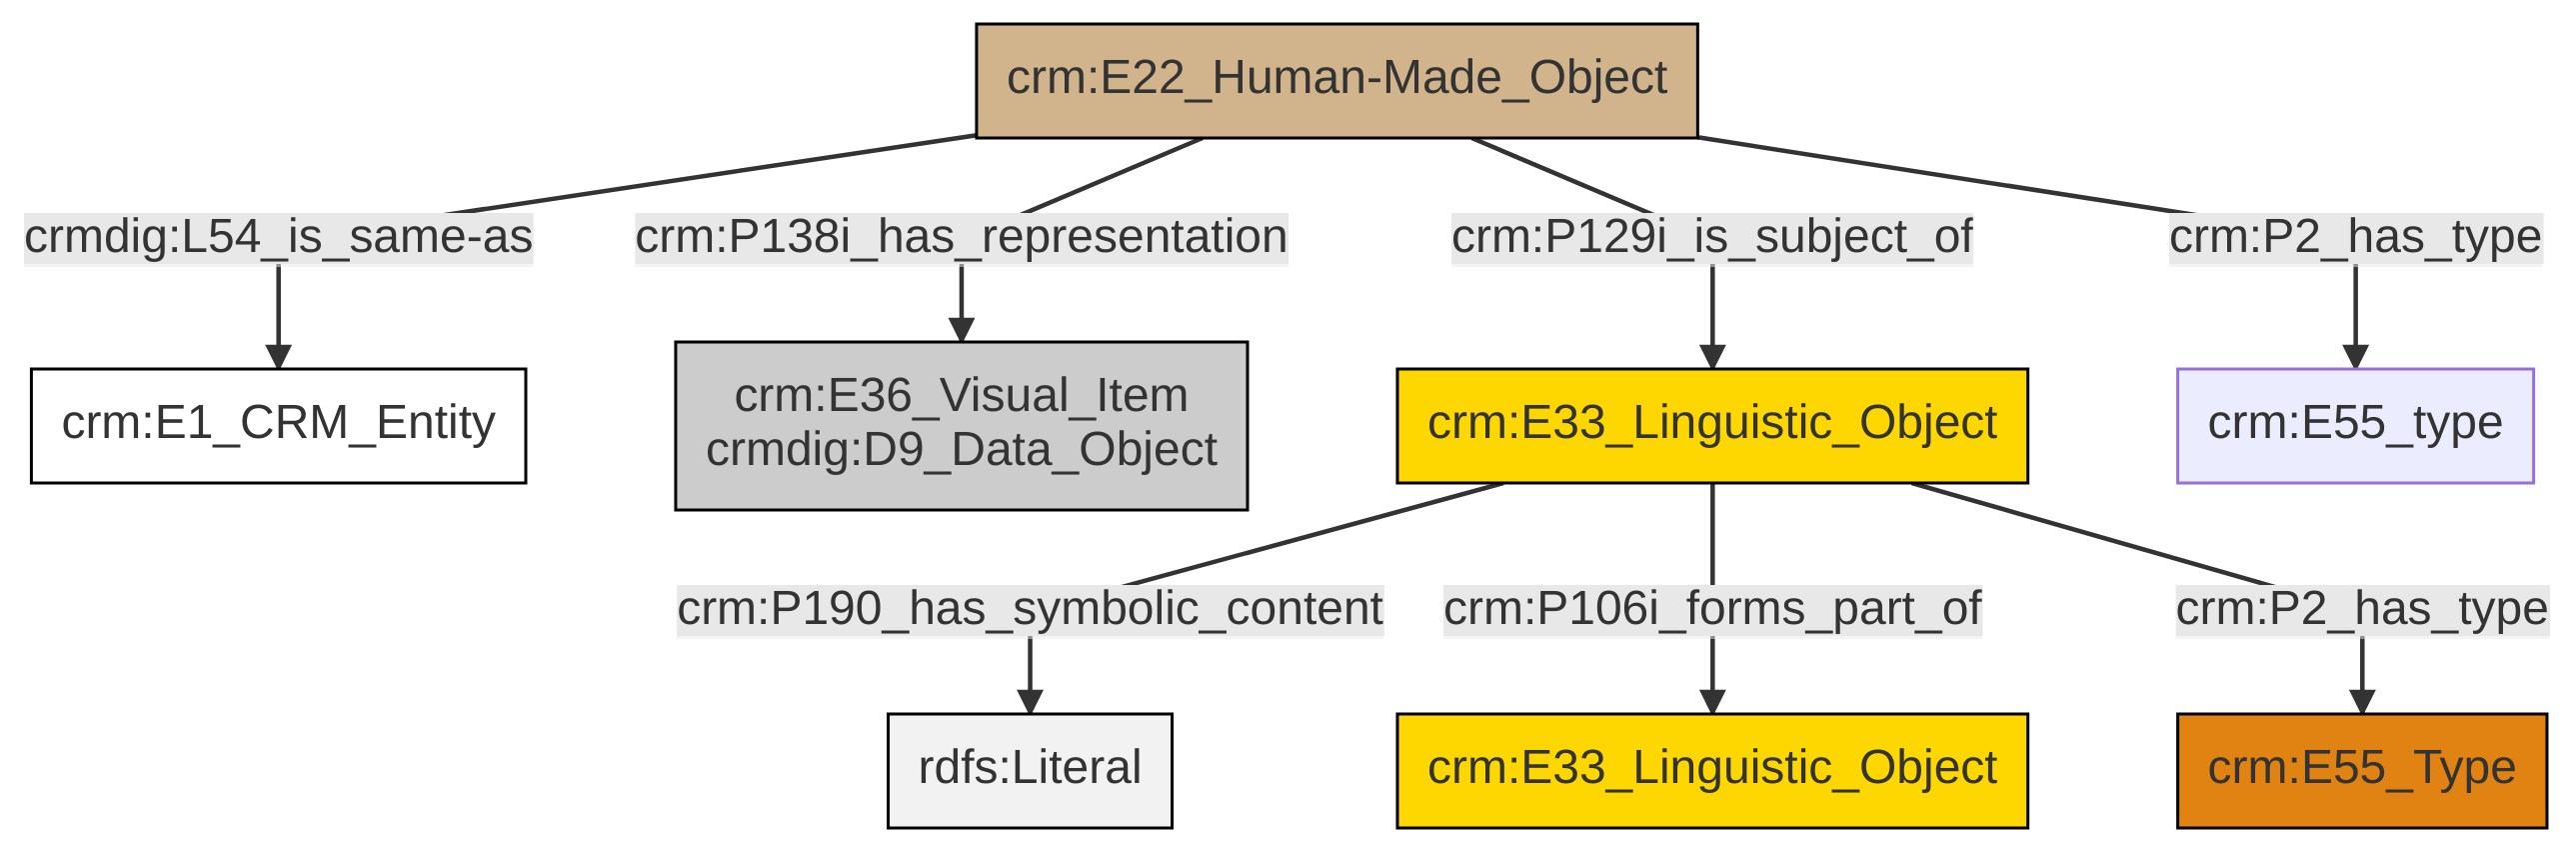 crm:E22_Human-Made_Object
crmdig:L54_is_same-as
crm:P138i_has_representation
crm:P129i_is_subject_of
crm:P2_has_type
crm:E1_CRM_Entity
crm:E36_Visual_Item
crmdig:D9_Data_Object
crm:E33_Linguistic_Object
crm:E55_type
crm:P190_has_symbolic_content
crm:P106i_forms_part_of
crm:P2_has_type
rdfs:Literal
crm:E33_Linguistic_Object
crm:E55_Type